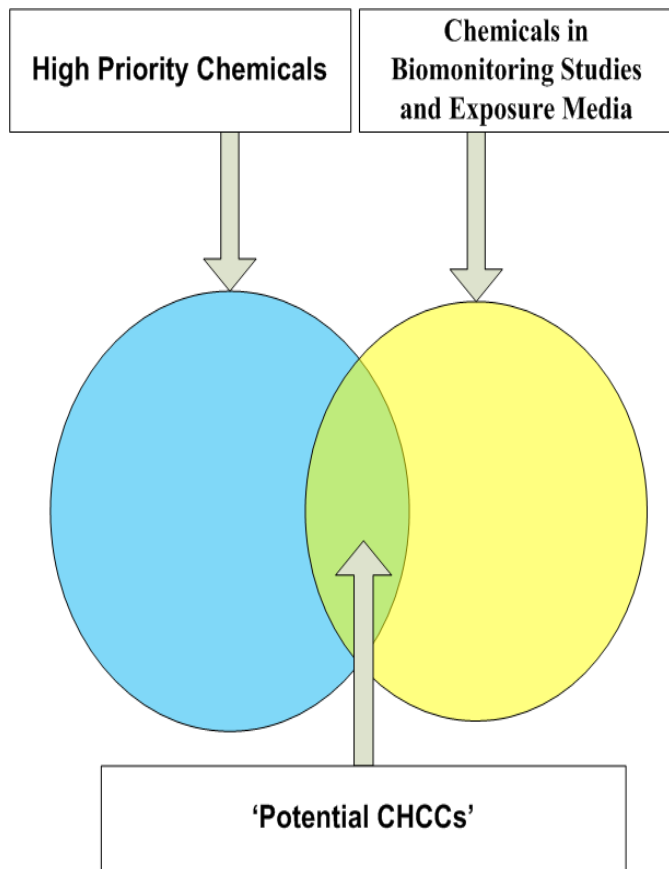 High Priority Chemicals
Chemicals in
Biomonitoring Studies
and Exposure Media
‘Potential CHCCs’